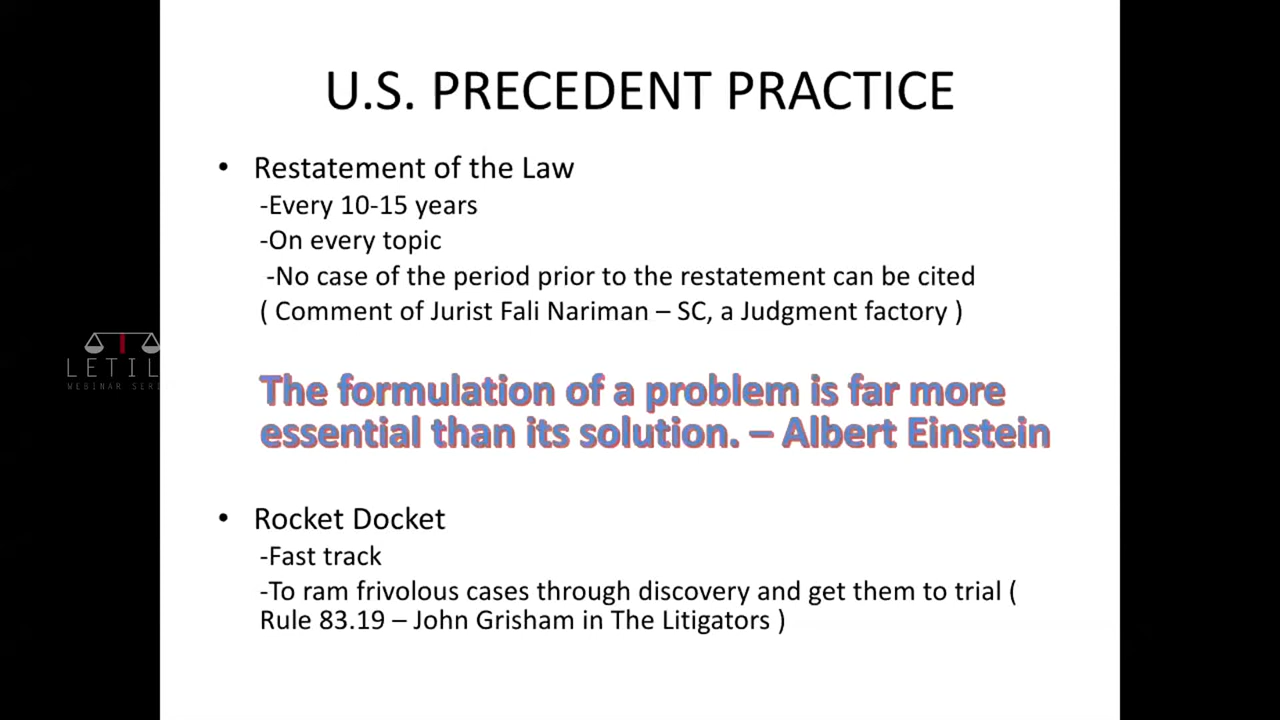 U.S. PRECEDENT PRACTICE
• Restatement of the Law
-Every 10-15 years
-On every topic
-No case of the period prior to the restatement can be cited
( Comment of Jurist Fali Nariman – SC, a Judgment factory )
LETIL
WEBINAR SERI
The formulation of a problem is far more
essential than its solution. – Albert Einstein
• Rocket Docket
-Fast track
-To ram frivolous cases through discovery and get them to trial (
Rule 83.19 – John Grisham in The Litigators )